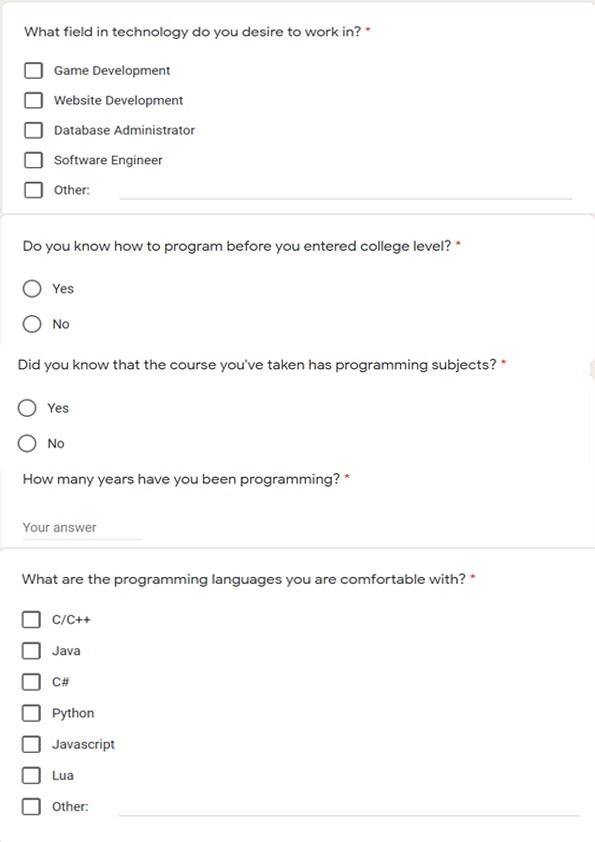 What field in technology do you desire to work in? *
Game Development
Website Development
Database Administrator
Software Engineer
Other:
Do you know how to program before you entered college level? *
Yes
No
Did you know that the course you've taken has programming subjects? *
Yes
No
How many years have you been programming? *
Your answer
What are the programming languages you are comfortable with? *
C/C++
Java
C#
Python
Javascript
Lua
Other: